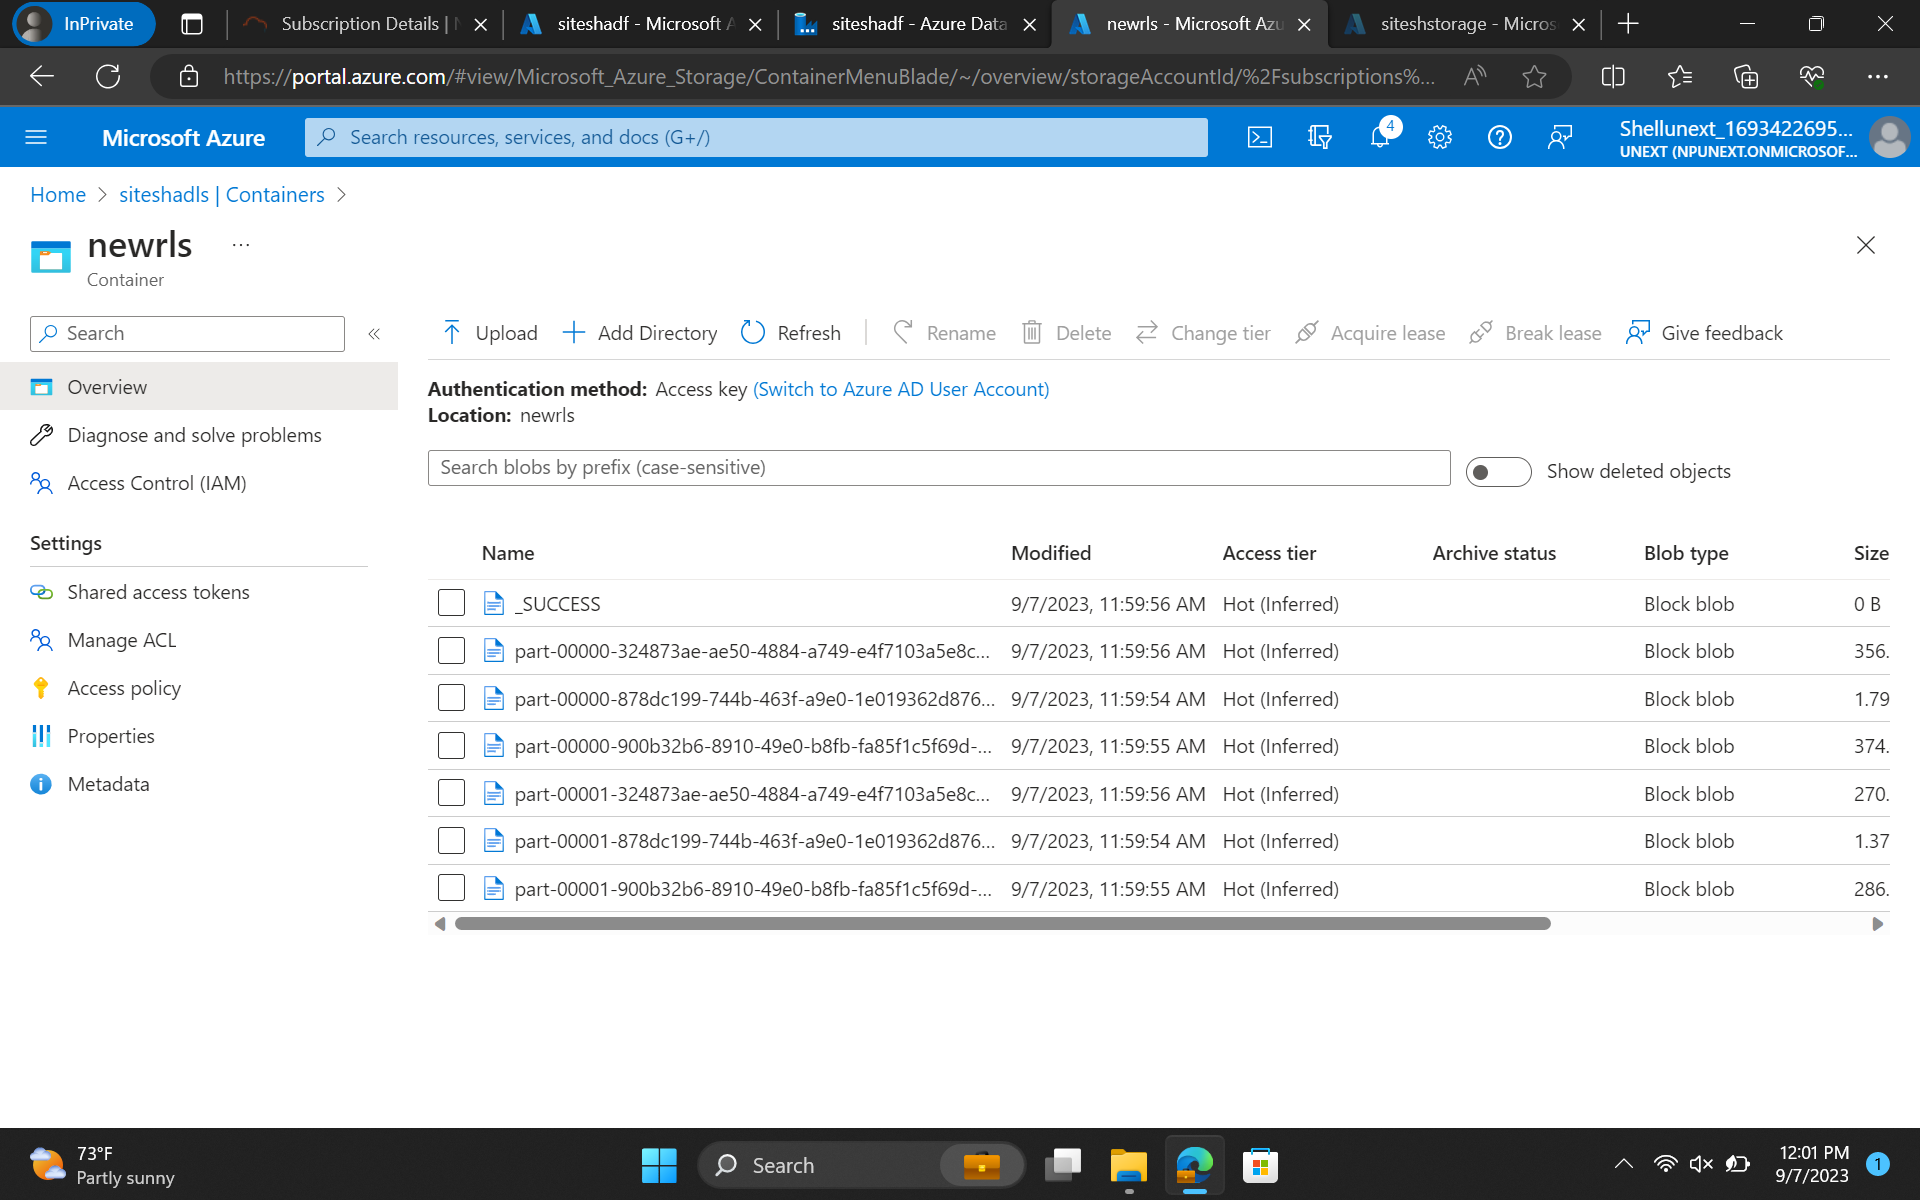 InPrivate
Subscription Details | N
siteshadf - Microsoft A
siteshadf - Azure Data
newrls - Microsoft Azu
siteshstorage - Micros
https://portal.azure.com/#view/Microsoft_Azure_Storage/ContainerMenuBlade/~/overview/storageAccountId/%2Fsubscriptions%...
Microsoft Azure
Search resources, services, and docs (G+/)
4
Shellunext_1693422695...
UNEXT (NPUNEXT.ONMICROSOF...
Home > siteshadls | Containers >
newrls
...
Container
Search
«
Upload
Add Directory
Refresh
Rename
Delete
Change tier
Acquire lease
Break lease
Give feedback
Overview
Diagnose and solve problems
Access Control (IAM)
Settings
Shared access tokens
Manage ACL
Access policy
Properties
Metadata
Authentication method: Access key (Switch to Azure AD User Account)
Location: newrls
Search blobs by prefix (case-sensitive)
Show deleted objects
Name Modified Access tier Archive status Blob type Size
_SUCCESS 9/7/2023, 11:59:56 AM Hot (Inferred) Block blob 0 B
part-00000-324873ae-ae50-4884-a749-e4f7103a5e8c... 9/7/2023, 11:59:56 AM Hot (Inferred) Block blob 356.
part-00000-878dc199-744b-463f-a9e0-1e019362d876... 9/7/2023, 11:59:54 AM Hot (Inferred) Block blob 1.79
part-00000-900b32b6-8910-49e0-b8fb-fa85f1c5f69d-... 9/7/2023, 11:59:55 AM Hot (Inferred) Block blob 374.
part-00001-324873ae-ae50-4884-a749-e4f7103a5e8c... 9/7/2023, 11:59:56 AM Hot (Inferred) Block blob 270.
part-00001-878dc199-744b-463f-a9e0-1e019362d876... 9/7/2023, 11:59:54 AM Hot (Inferred) Block blob 1.37
part-00001-900b32b6-8910-49e0-b8fb-fa85f1c5f69d-... 9/7/2023, 11:59:55 AM Hot (Inferred) Block blob 286.
73°F
Partly sunny
Search
12:01 PM
9/7/2023
1